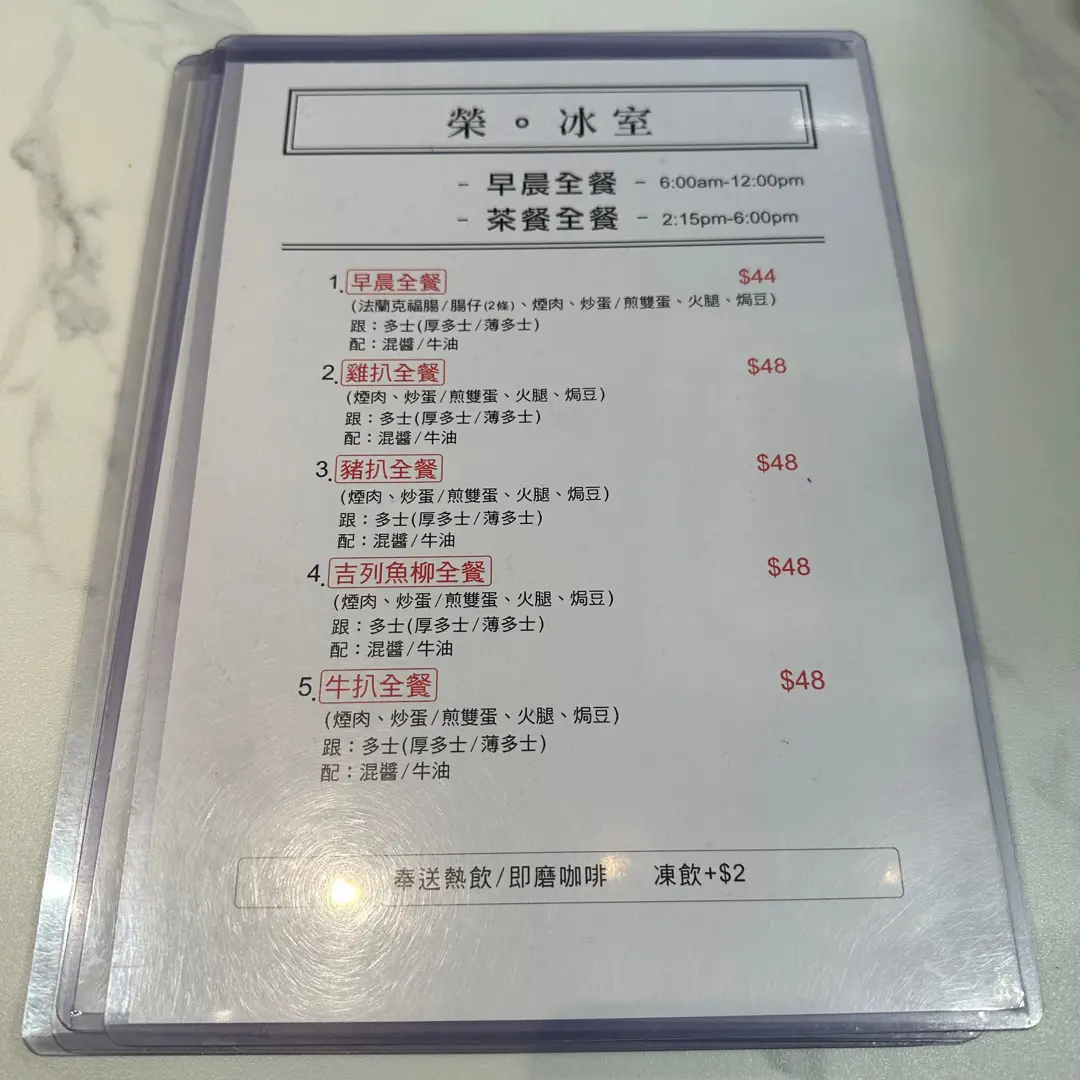 榮。冰室
- 早晨全餐 - 6:00am-12:00pm
- 茶餐全餐 - 2:15pm-6:00pm
1. 早晨全餐 $44
(法蘭克福腸/腸仔(2條)、煙肉、炒蛋/煎雙蛋、火腿、焗豆)
跟：多士(厚多士/薄多士)
配：混醬/牛油
2. 雞扒全餐 $48
(煙肉、炒蛋/煎雙蛋、火腿、焗豆)
跟：多士(厚多士/薄多士)
配：混醬/牛油
3. 豬扒全餐 $48
(煙肉、炒蛋/煎雙蛋、火腿、焗豆)
跟：多士(厚多士/薄多士)
配：混醬/牛油
4. 吉列魚柳全餐 $48
(煙肉、炒蛋/煎雙蛋、火腿、焗豆)
跟：多士(厚多士/薄多士)
配：混醬/牛油
5. 牛扒全餐 $48
(煙肉、炒蛋/煎雙蛋、火腿、焗豆)
跟：多士(厚多士/薄多士)
配：混醬/牛油
奉送熱飲/即磨咖啡 凍飲+$2